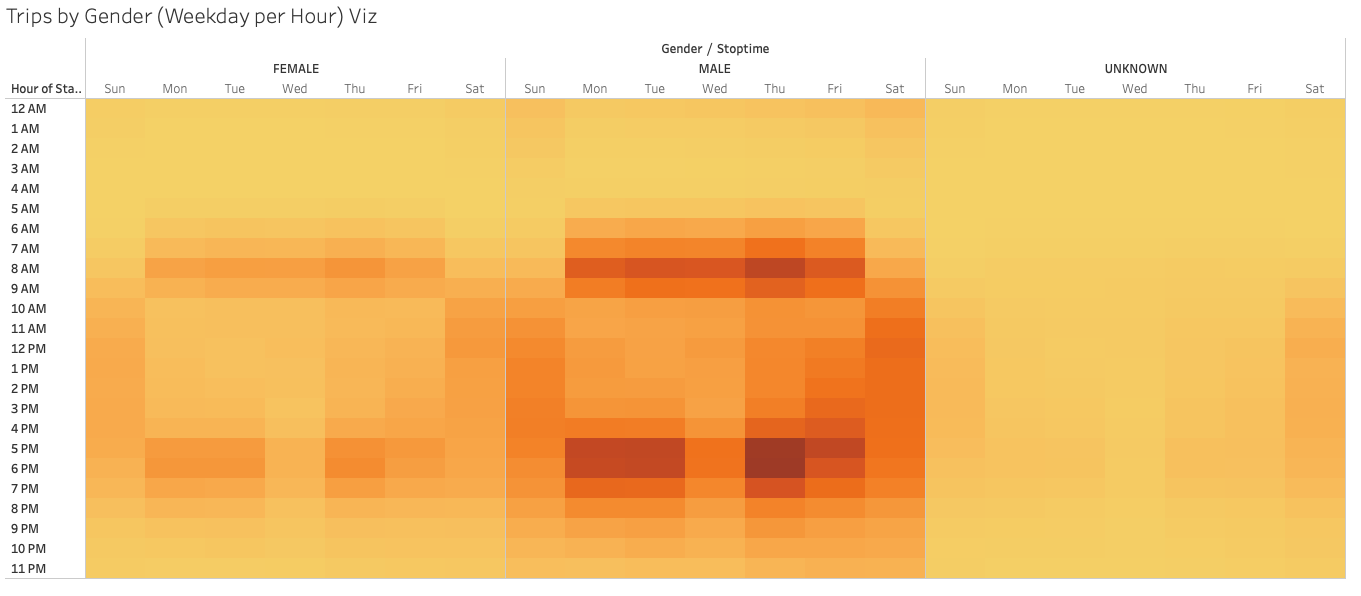 Trips by Gender (Weekday per Hour) Viz
Gender / Stoptime
FEMALE MALE UNKNOWN
Hour of Sta.. Sun Mon Tue Wed Thu Fri Sat Sun Mon Tue Wed Thu Fri Sat Sun Mon Tue Wed Thu Fri Sat
12 AM
1 AM
2 AM
3 AM
4 AM
5 AM
6 AM
7 AM
8 AM
9 AM
10 AM
11 AM
12 PM
1 PM
2 PM
3 PM
4 PM
5 PM
6 PM
7 PM
8 PM
9 PM
10 PM
11 PM